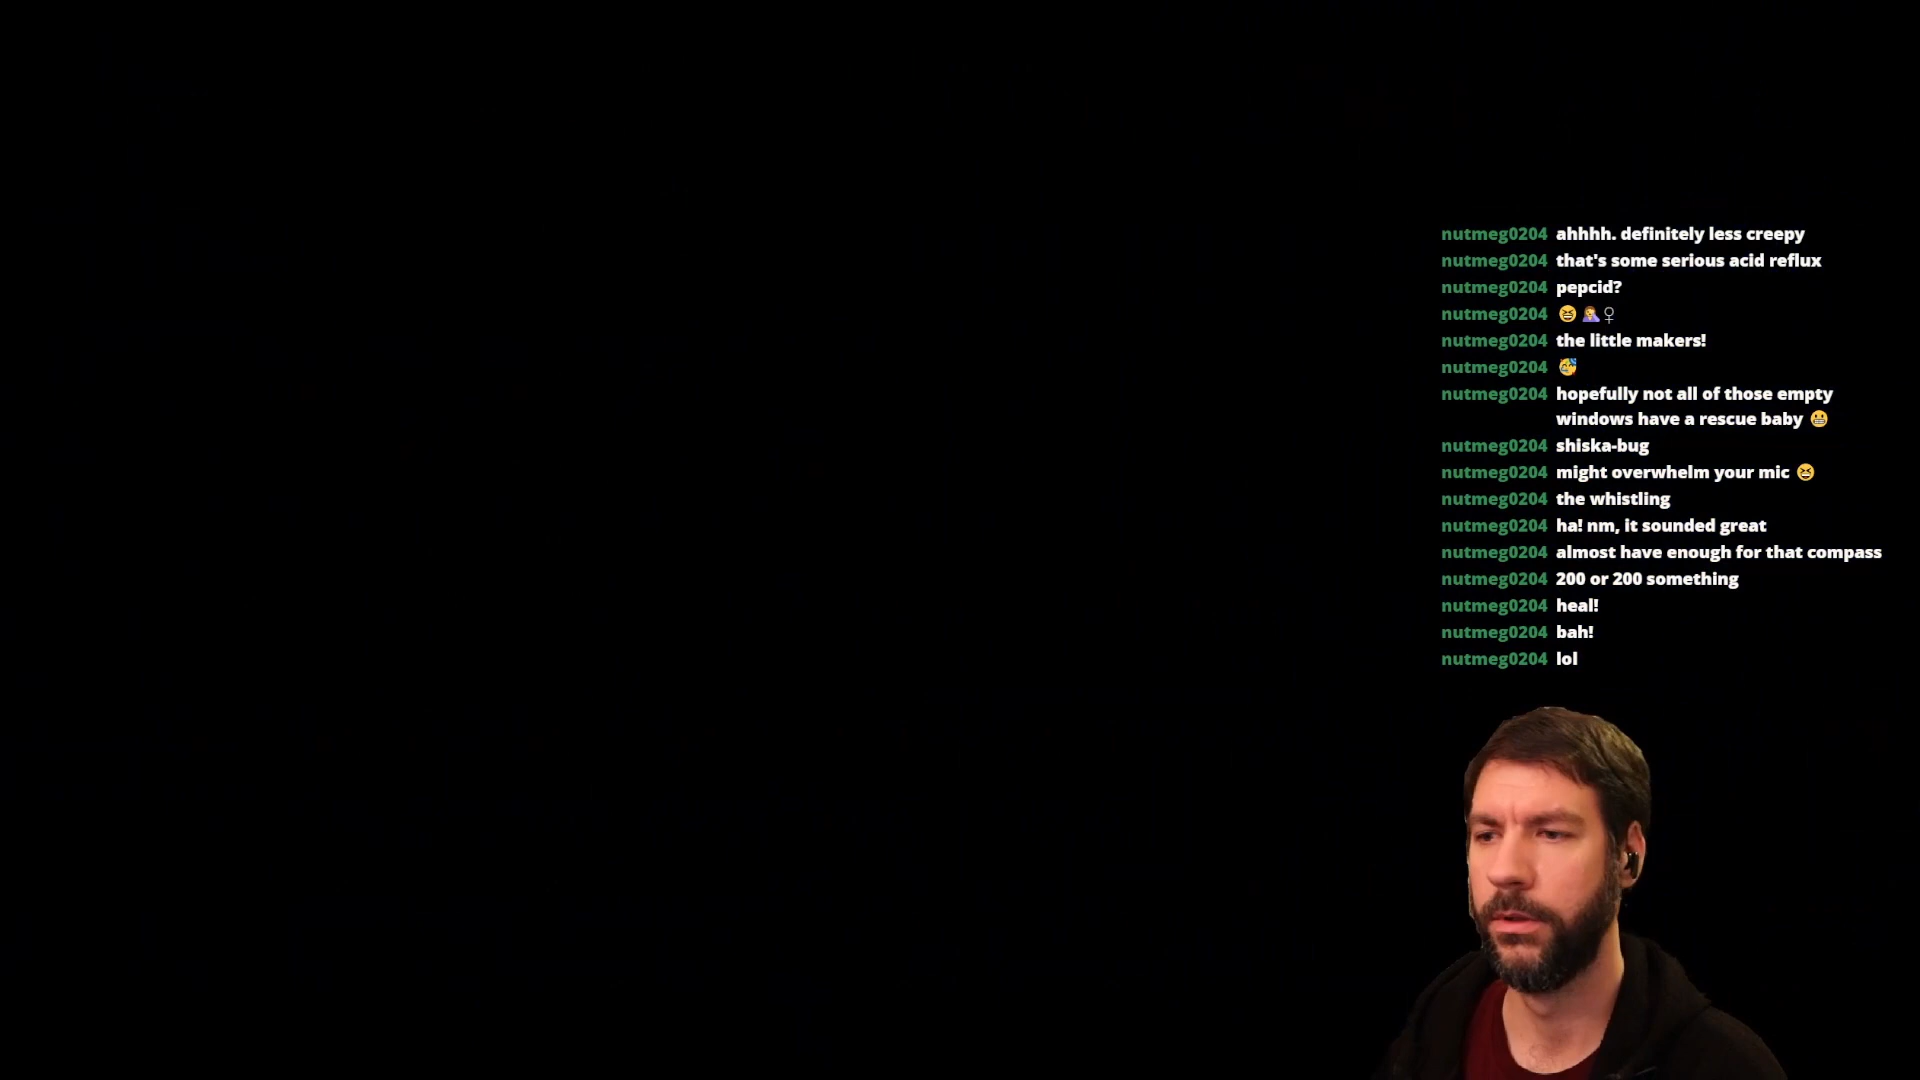 nutmeg0204 ahhhh. definitely less creepy
nutmeg0204 that's some serious acid reflux
nutmeg0204 pepcid?
nutmeg0204 😆 🤦‍♀
nutmeg0204 the little makers!
nutmeg0204 🥳
nutmeg0204 hopefully not all of those empty
windows have a rescue baby 😬
nutmeg0204 shiska-bug
nutmeg0204 might overwhelm your mic 😆
nutmeg0204 the whistling
nutmeg0204 ha! nm, it sounded great
nutmeg0204 almost have enough for that compass
nutmeg0204 200 or 200 something
nutmeg0204 heal!
nutmeg0204 bah!
nutmeg0204 lol